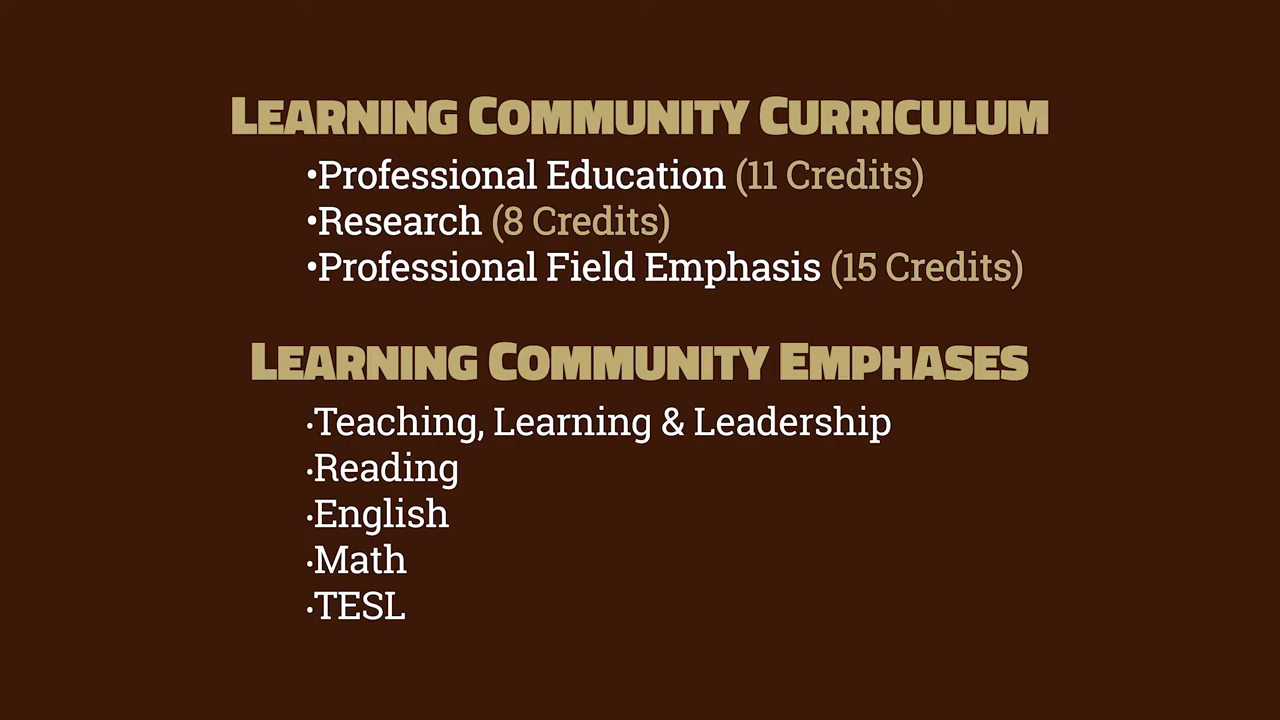 Learning Community Curriculum
•Professional Education (11 Credits)
•Research (8 Credits)
•Professional Field Emphasis (15 Credits)
Learning Community Emphases
•Teaching, Learning & Leadership
•Reading
•English
•Math
•TESL